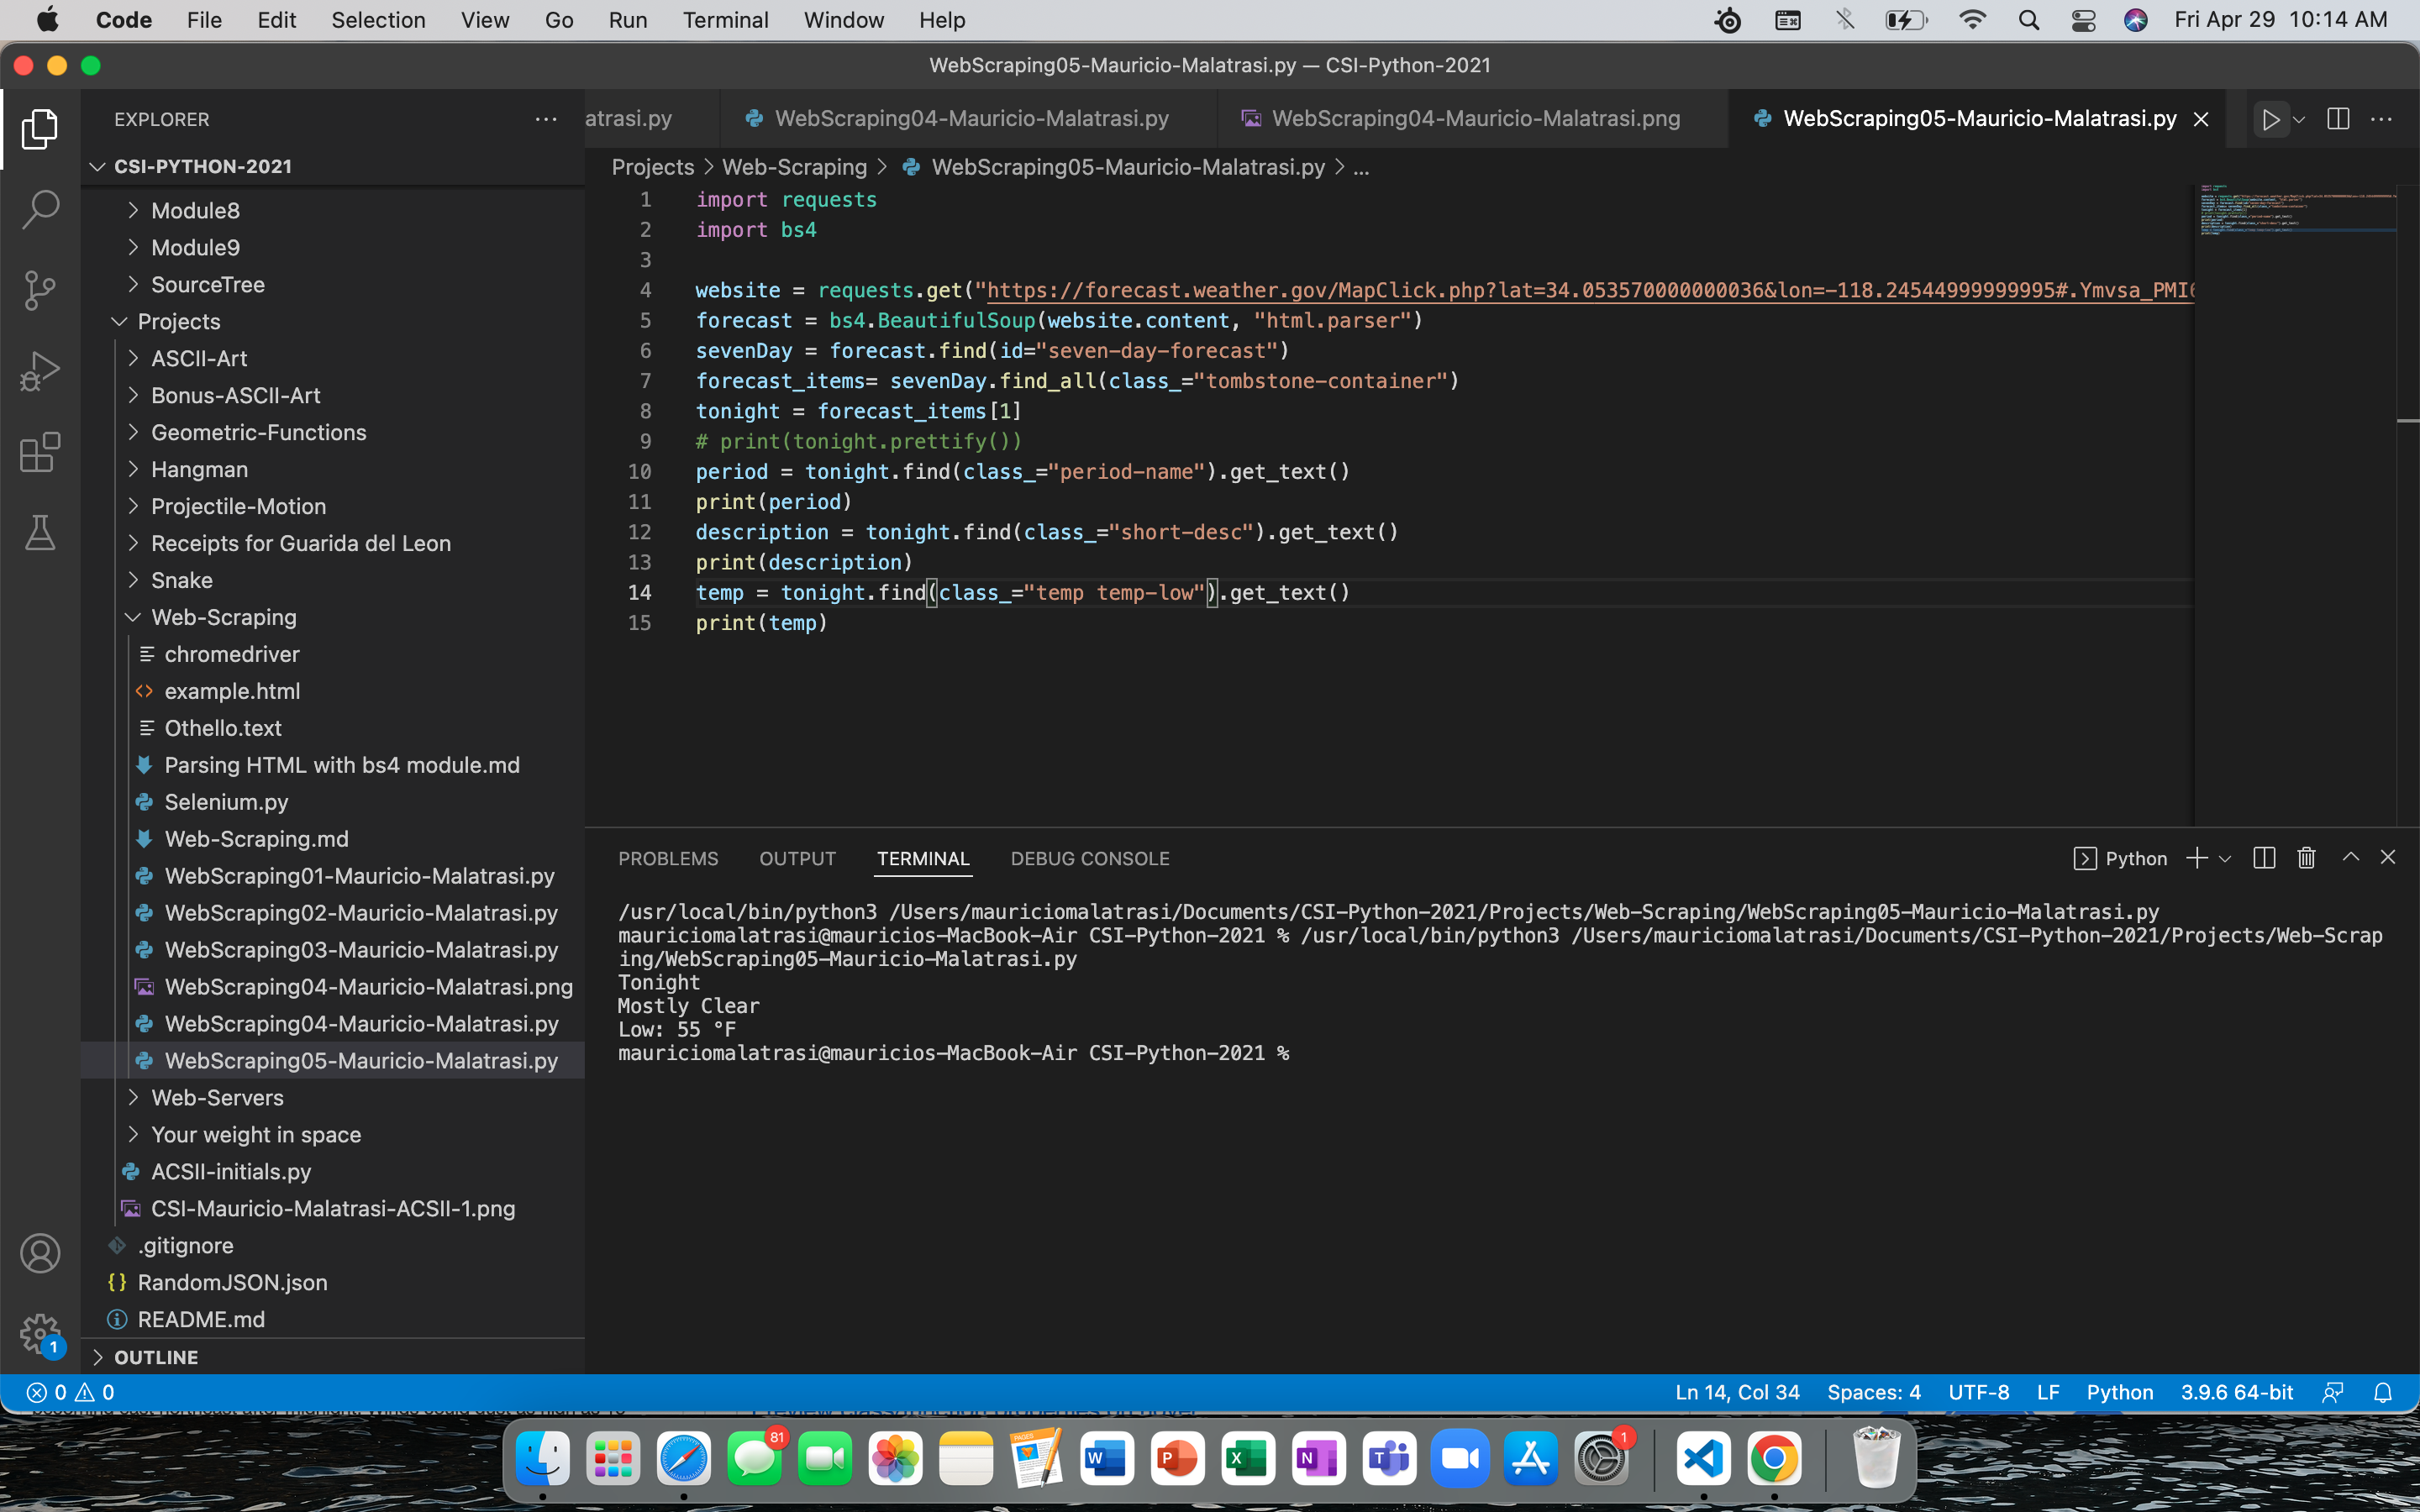 Code File Edit Selection View Go Run Terminal Window Help Fri Apr 29 10:14 AM
WebScraping05-Mauricio-Malatrasi.py — CSI-Python-2021
EXPLORER
CSI-PYTHON-2021
Module8
Module9
SourceTree
Projects
ASCII-Art
Bonus-ASCII-Art
Geometric-Functions
Hangman
Projectile-Motion
Receipts for Guarida del Leon
Snake
Web-Scraping
chromedriver
example.html
Othello.text
Parsing HTML with bs4 module.md
Selenium.py
Web-Scraping.md
WebScraping01-Mauricio-Malatrasi.py
WebScraping02-Mauricio-Malatrasi.py
WebScraping03-Mauricio-Malatrasi.py
WebScraping04-Mauricio-Malatrasi.png
WebScraping04-Mauricio-Malatrasi.py
WebScraping05-Mauricio-Malatrasi.py
Web-Servers
Your weight in space
ACSII-initials.py
CSI-Mauricio-Malatrasi-ACSII-1.png
.gitignore
RandomJSON.json
README.md
OUTLINE
atrasi.py WebScraping04-Mauricio-Malatrasi.py WebScraping04-Mauricio-Malatrasi.png WebScraping05-Mauricio-Malatrasi.py
Projects > Web-Scraping > WebScraping05-Mauricio-Malatrasi.py > ...
1 import requests
2 import bs4
3
4 website = requests.get("https://forecast.weather.gov/MapClick.php?lat=34.053570000000036&lon=-118.24544999999995#.Ymvsa_PMI6
5 forecast = bs4.BeautifulSoup(website.content, "html.parser")
6 sevenDay = forecast.find(id="seven-day-forecast")
7 forecast_items= sevenDay.find_all(class_="tombstone-container")
8 tonight = forecast_items[1]
9 # print(tonight.prettify())
10 period = tonight.find(class_="period-name").get_text()
11 print(period)
12 description = tonight.find(class_="short-desc").get_text()
13 print(description)
14 temp = tonight.find(class_="temp temp-low").get_text()
15 print(temp)
PROBLEMS OUTPUT TERMINAL DEBUG CONSOLE Python
/usr/local/bin/python3 /Users/mauriciomalatrasi/Documents/CSI-Python-2021/Projects/Web-Scraping/WebScraping05-Mauricio-Malatrasi.py
mauriciomalatrasi@mauricios-MacBook-Air CSI-Python-2021 % /usr/local/bin/python3 /Users/mauriciomalatrasi/Documents/CSI-Python-2021/Projects/Web-Scrap
ing/WebScraping05-Mauricio-Malatrasi.py
Tonight
Mostly Clear
Low: 55 °F
mauriciomalatrasi@mauricios-MacBook-Air CSI-Python-2021 %
1
0 0 Ln 14, Col 34 Spaces: 4 UTF-8 LF Python 3.9.6 64-bit
81 PAGES W P X N T 1